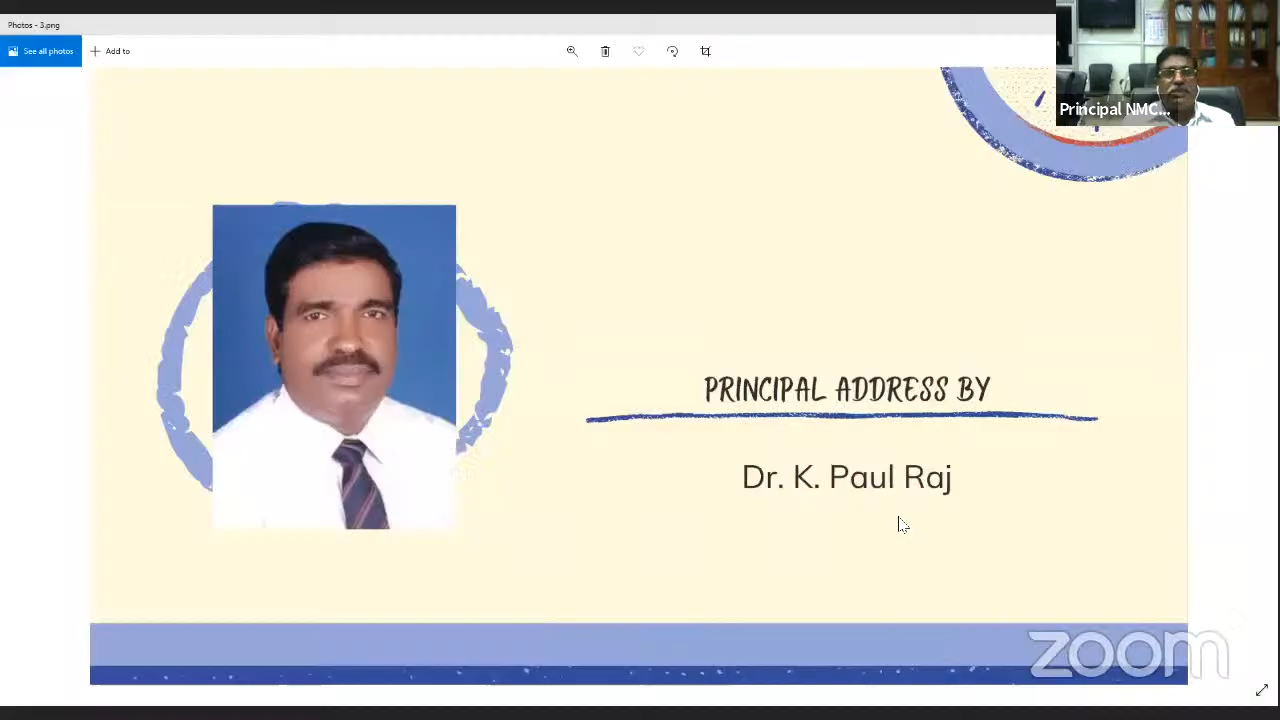 Photos - 3.png
See all photos
Add to
Principal NMC...
PRINCIPAL ADDRESS BY
Dr. K. Paul Raj
zoom